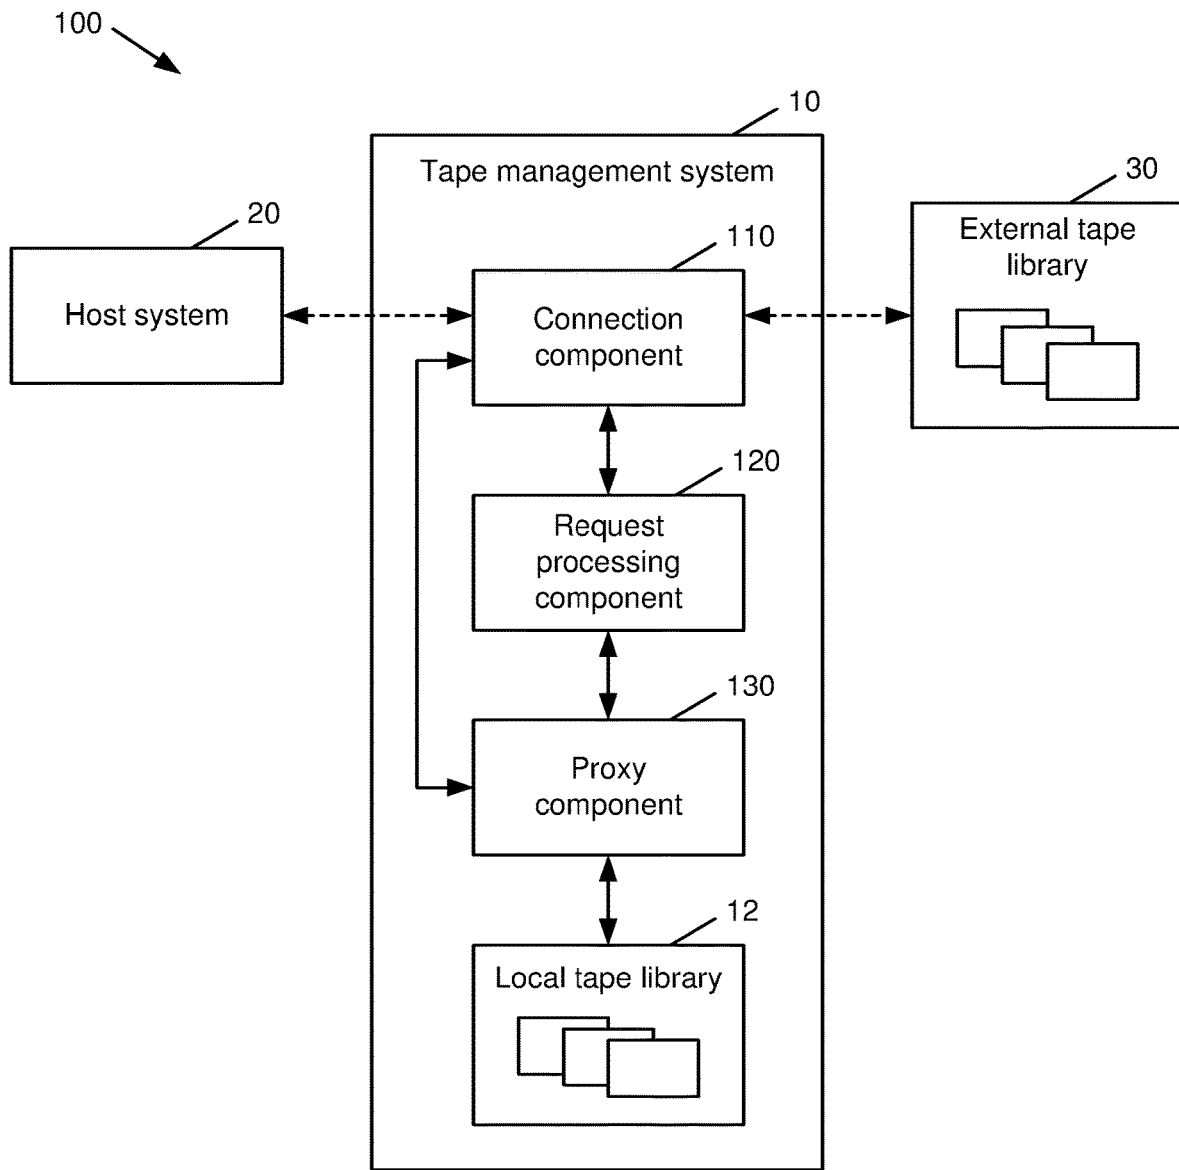 100
10
Tape management system
30
External tape
library
20
Host system
110
Connection
component
120
Request
processing
component
130
Proxy
component
12
Local tape library